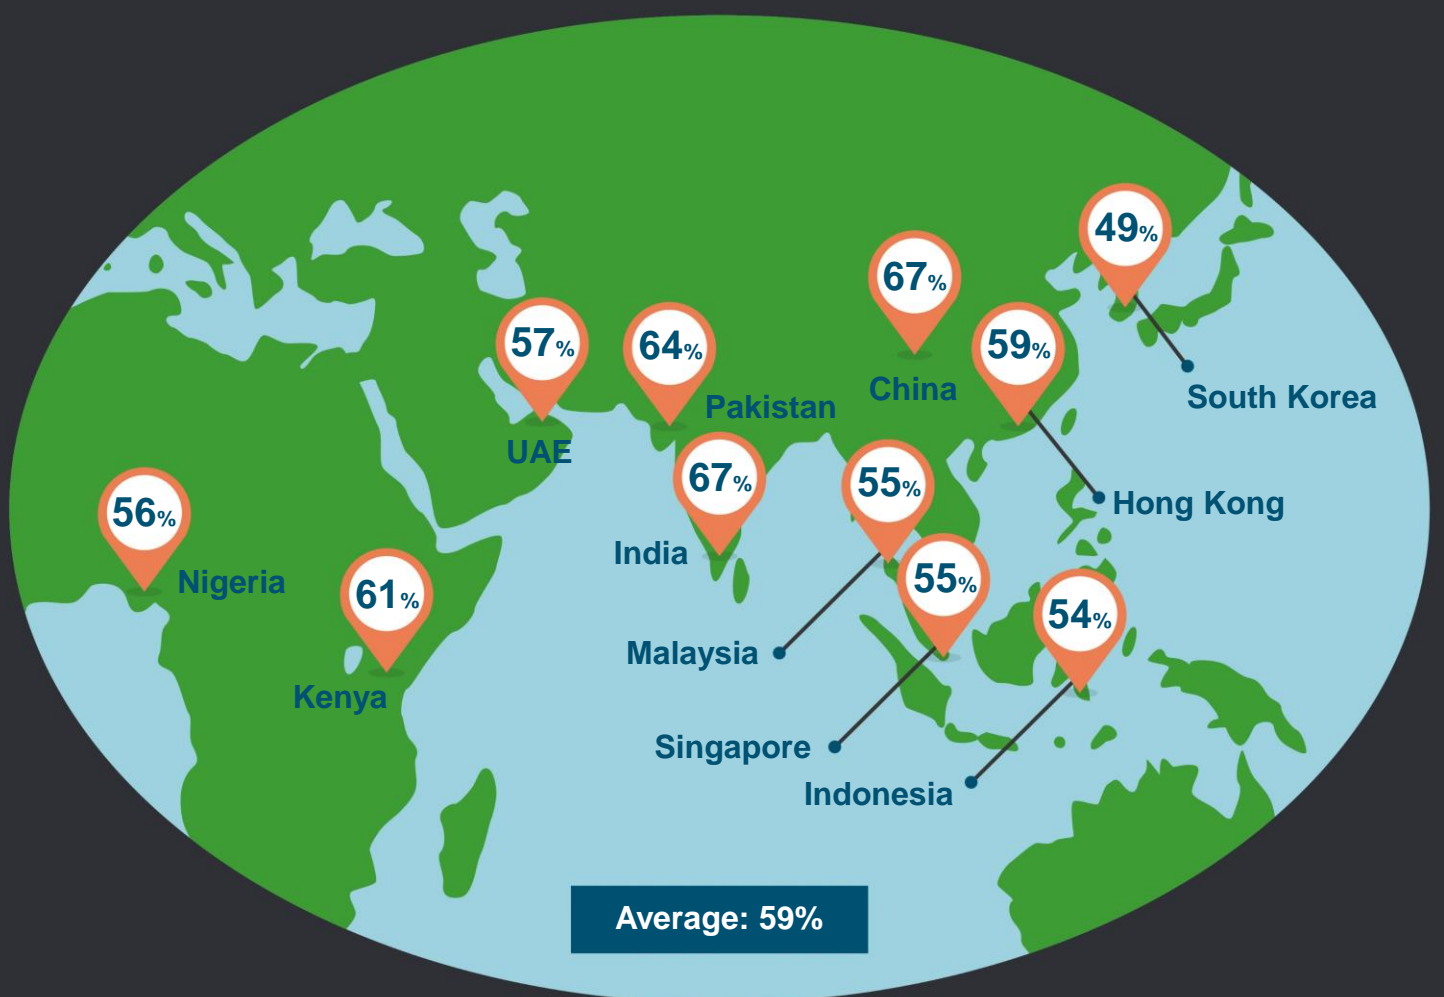 49%
South Korea
67%
China
59%
Hong Kong
57%
UAE
64%
Pakistan
67%
India
55%
Malaysia
56%
Nigeria
61%
Kenya
55%
Singapore
54%
Indonesia
Average: 59%